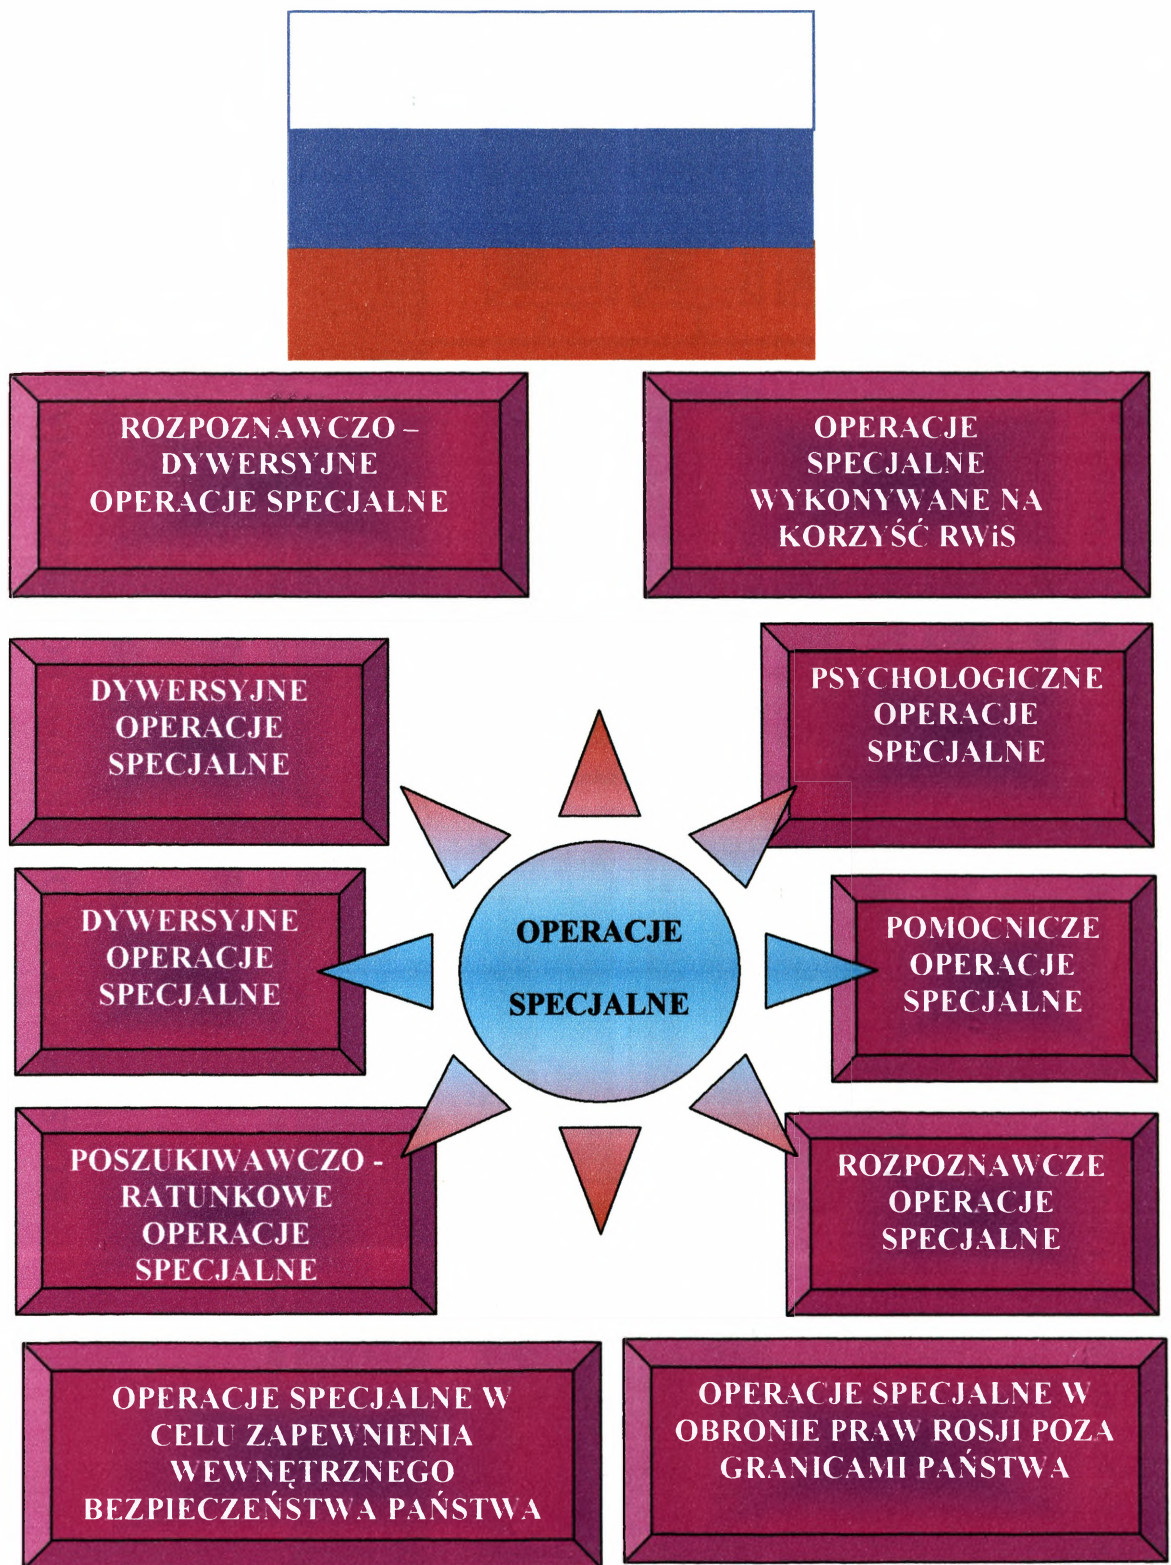 ROZPOZNAWCZO –
DYWERSYJNE
OPERACJE SPECJALNE
OPERACJE
SPECJALNE
WYKONYWANE NA
KORZYŚĆ RWiS
DYWERSYJNE
OPERACJE
SPECJALNE
PSYCHOLOGICZNE
OPERACJE
SPECJALNE
DYWERSYJNE
OPERACJE
SPECJALNE
OPERACJE
SPECJALNE
POMOCNICZE
OPERACJE
SPECJALNE
POSZUKIWAWCZO -
RATUNKOWE
OPERACJE
SPECJALNE
ROZPOZNAWCZE
OPERACJE
SPECJALNE
OPERACJE SPECJALNE W
CELU ZAPEWNIENIA
WEWNĘTRZNEGO
BEZPIECZEŃSTWA PAŃSTWA
OPERACJE SPECJALNE W
OBRONIE PRAW ROSJI POZA
GRANICAMI PAŃSTWA